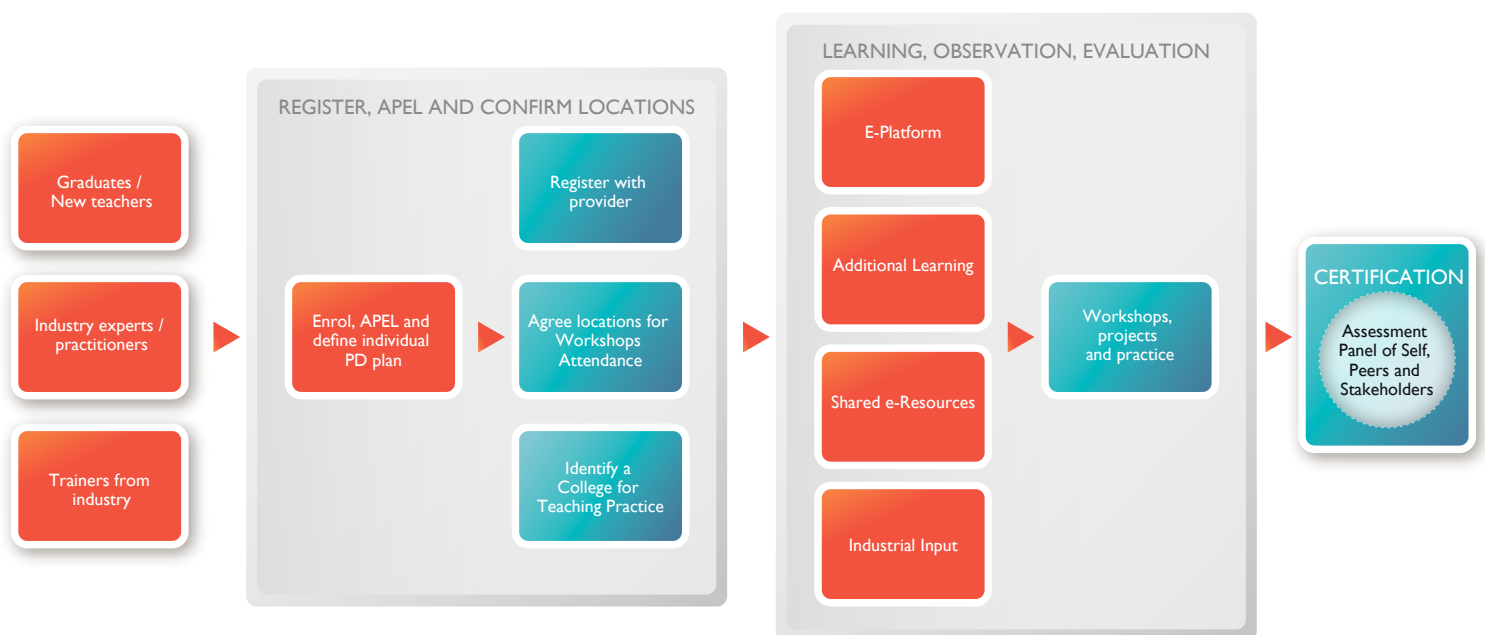 Graduates /
New teachers
Industry experts /
practitioners
Trainers from
industry
REGISTER, APEL AND CONFIRM LOCATIONS
Enrol, APEL and
define individual
PD plan
Register with
provider
Agree locations for
Workshops
Attendance
Identify a
College for
Teaching Practice
LEARNING, OBSERVATION, EVALUATION
E-Platform
Additional Learning
Shared e-Resources
Industrial Input
Workshops,
projects
and practice
CERTIFICATION
Assessment
Panel of Self,
Peers and
Stakeholders